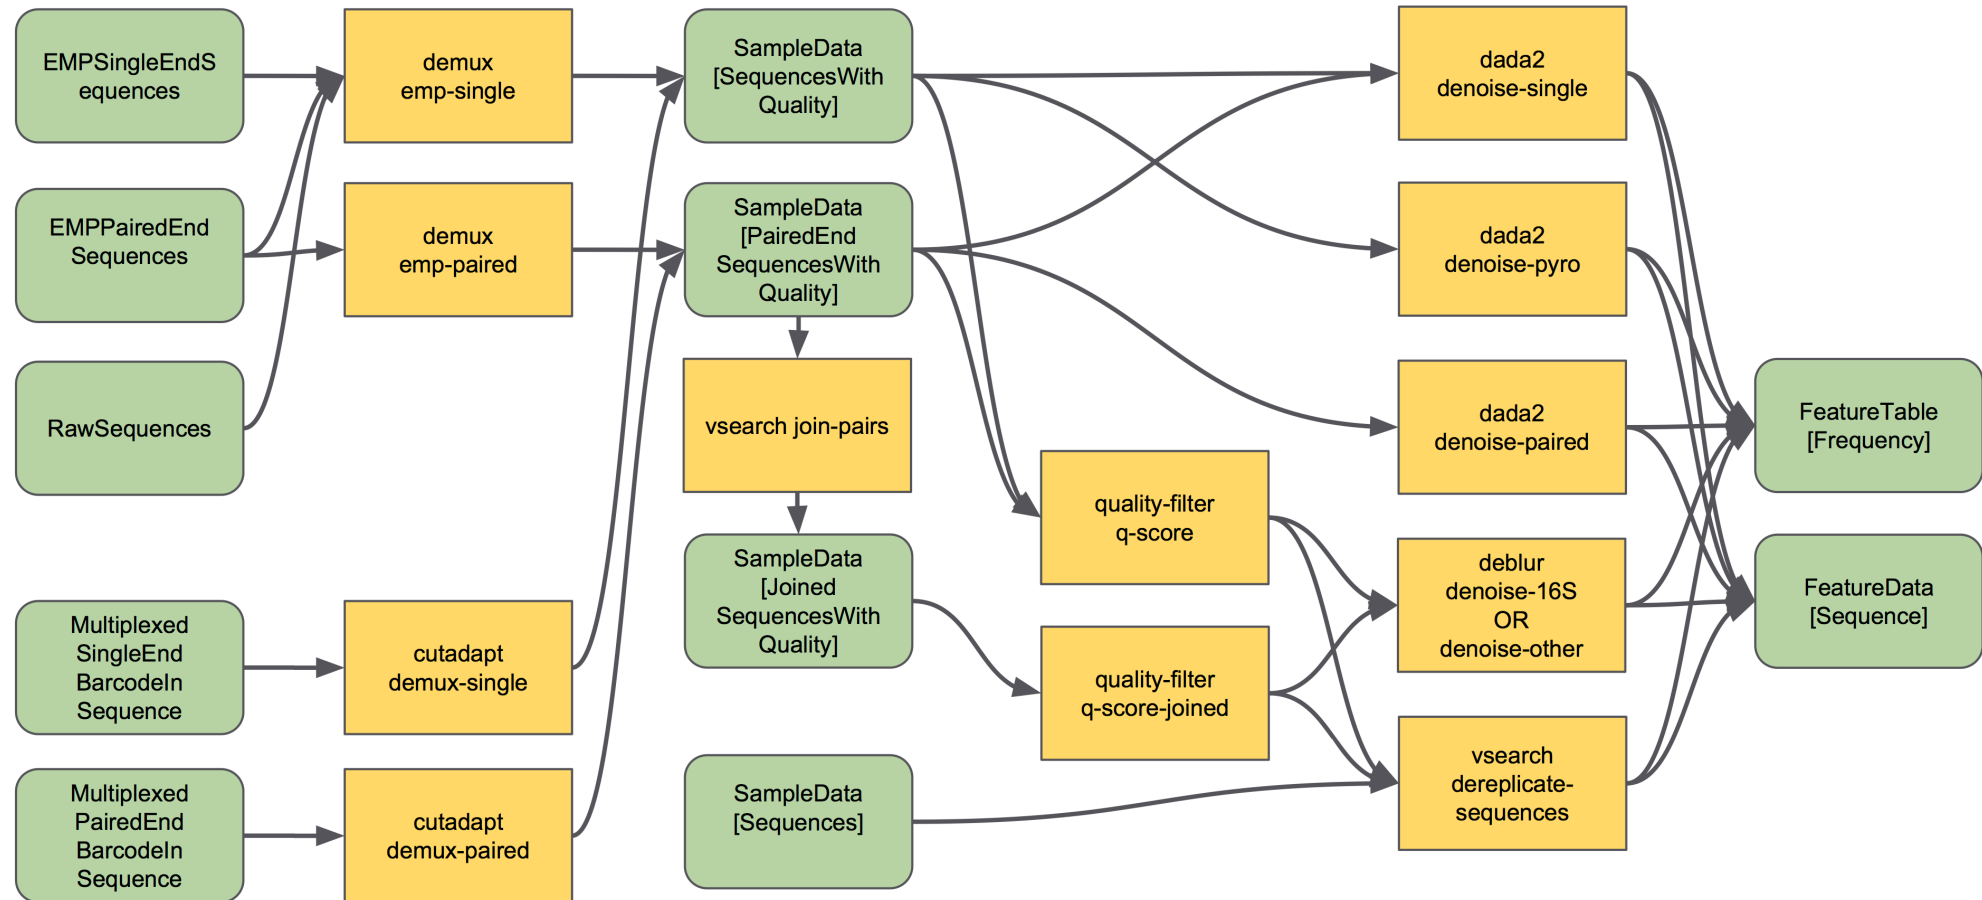 EMPSingleEndS
equences
demux
emp-single
SampleData
[SequencesWith
Quality]
dada2
denoise-single
EMPPairedEnd
Sequences
demux
emp-paired
SampleData
[PairedEnd
SequencesWith
Quality]
dada2
denoise-pyro
RawSequences
vsearch join-pairs
dada2
denoise-paired
FeatureTable
[Frequency]
quality-filter
q-score
SampleData
[Joined
SequencesWith
Quality]
deblur
denoise-16S
OR
denoise-other
FeatureData
[Sequence]
Multiplexed
SingleEnd
BarcodeIn
Sequence
cutadapt
demux-single
quality-filter
q-score-joined
Multiplexed
PairedEnd
BarcodeIn
Sequence
cutadapt
demux-paired
SampleData
[Sequences]
vsearch
dereplicate-
sequences